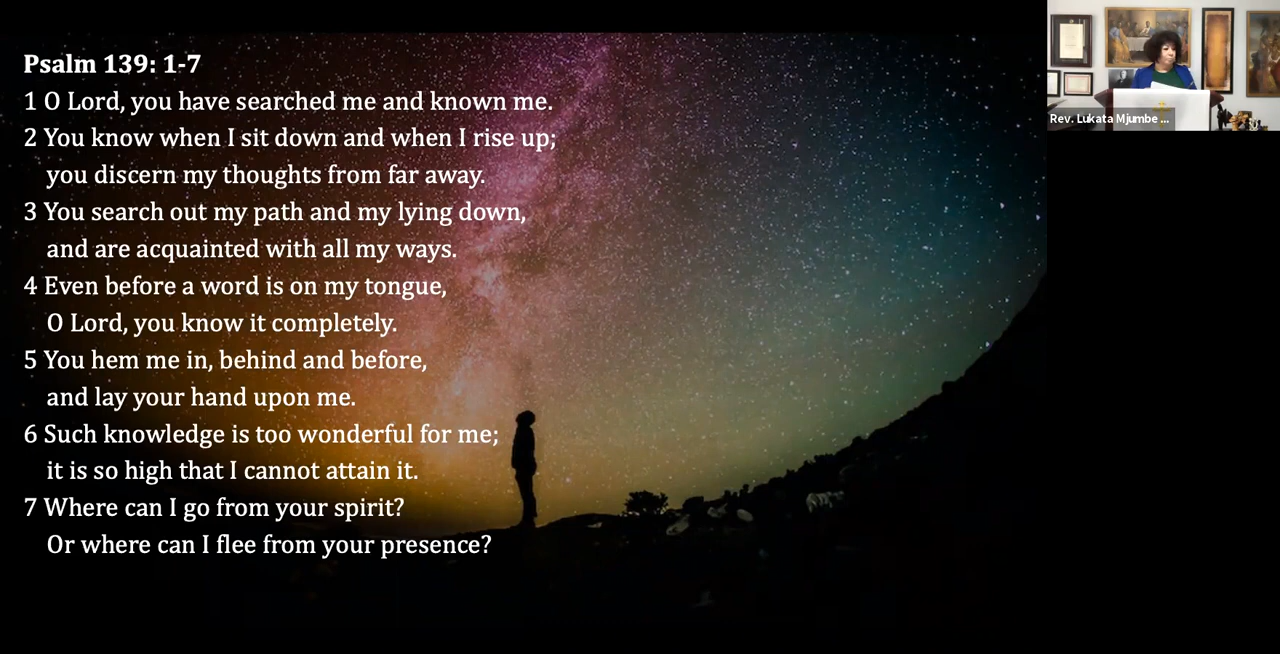 Psalm 139: 1-7
1 O Lord, you have searched me and known me.
2 You know when I sit down and when I rise up;
you discern my thoughts from far away.
3 You search out my path and my lying down,
and are acquainted with all my ways.
4 Even before a word is on my tongue,
O Lord, you know it completely.
5 You hem me in, behind and before,
and lay your hand upon me.
6 Such knowledge is too wonderful for me;
it is so high that I cannot attain it.
7 Where can I go from your spirit?
Or where can I flee from your presence?
Rev. Lukata Mjumbe ...